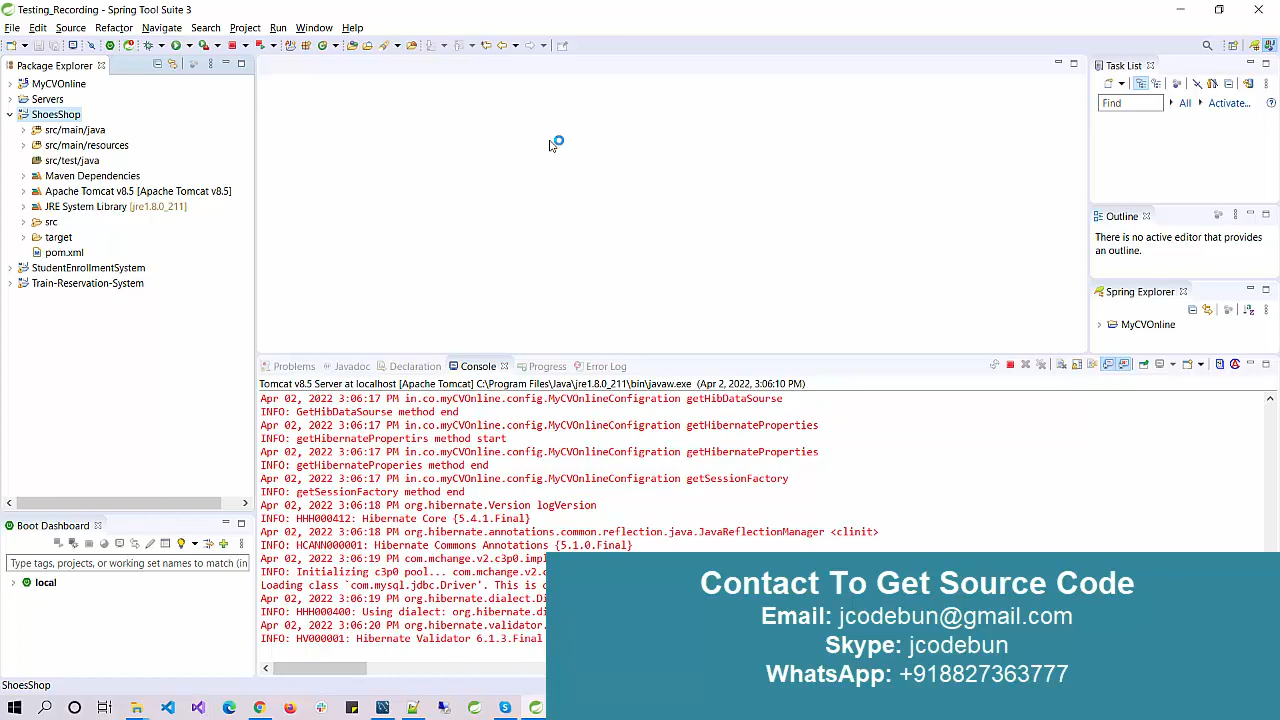 Testing_Recording - Spring Tool Suite 3
File Edit Source Refactor Navigate Search Project Run Window Help
Package Explorer
MyCVOnline
Servers
ShoesShop
src/main/java
src/main/resources
src/test/java
Maven Dependencies
Apache Tomcat v8.5 [Apache Tomcat v8.5]
JRE System Library [jre1.8.0_211]
src
target
pom.xml
StudentEnrollmentSystem
Train-Reservation-System
Task List
Find All Activate...
Outline
There is no active editor that provides
an outline.
Spring Explorer
MyCVOnline
Problems Javadoc Declaration Console Progress Error Log
Tomcat v8.5 Server at localhost [Apache Tomcat] C:\Program Files\Java\jre1.8.0_211\bin\javaw.exe (Apr 2, 2022, 3:06:10 PM)
Apr 02, 2022 3:06:17 PM in.co.myCVOnline.config.MyCVOnlineConfigration getHibDataSourse
INFO: GetHibDataSourse method end
Apr 02, 2022 3:06:17 PM in.co.myCVOnline.config.MyCVOnlineConfigration getHibernateProperties
INFO: getHibernatePropertirs method start
Apr 02, 2022 3:06:17 PM in.co.myCVOnline.config.MyCVOnlineConfigration getHibernateProperties
INFO: getHibernateProperies method end
Apr 02, 2022 3:06:17 PM in.co.myCVOnline.config.MyCVOnlineConfigration getSessionFactory
INFO: getSessionFactory method end
Apr 02, 2022 3:06:18 PM org.hibernate.Version logVersion
INFO: HHH000412: Hibernate Core {5.4.1.Final}
Apr 02, 2022 3:06:18 PM org.hibernate.annotations.common.reflection.java.JavaReflectionManager <clinit>
INFO: HCANN000001: Hibernate Commons Annotations {5.1.0.Final}
Apr 02, 2022 3:06:19 PM com.mchange.v2.c3p0.impl
INFO: Initializing c3p0 pool... com.mchange.v2.c
Loading class `com.mysql.jdbc.Driver'. This is d
Apr 02, 2022 3:06:19 PM org.hibernate.dialect.Di
INFO: HHH000400: Using dialect: org.hibernate.di
Apr 02, 2022 3:06:20 PM org.hibernate.validator.
INFO: HV000001: Hibernate Validator 6.1.3.Final
Boot Dashboard
Type tags, projects, or working set names to match (in
local
ShoesShop
Contact To Get Source Code
Email: jcodebun@gmail.com
Skype: jcodebun
WhatsApp: +918827363777